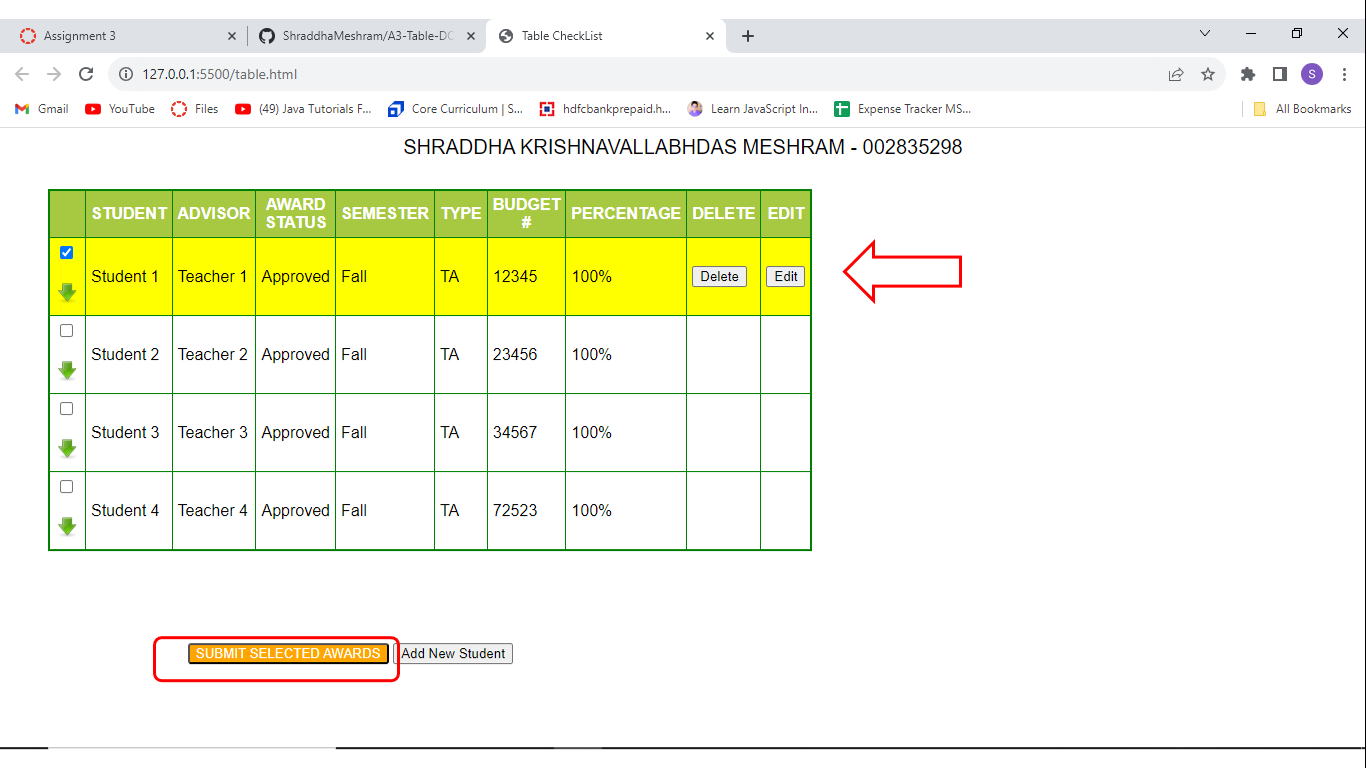 Assignment 3
ShraddhaMeshram/A3-Table-DO
Table CheckList
127.0.0.1:5500/table.html
S
Gmail
YouTube
Files
(49) Java Tutorials F...
Core Curriculum | S...
hdfcbankprepaid.h...
Learn JavaScript In...
Expense Tracker MS...
All Bookmarks
SHRADDHA KRISHNAVALLABHDAS MESHRAM - 002835298
STUDENT ADVISOR AWARD STATUS SEMESTER TYPE BUDGET # PERCENTAGE DELETE EDIT
Student 1 Teacher 1 Approved Fall TA 12345 100% Delete Edit
Student 2 Teacher 2 Approved Fall TA 23456 100%
Student 3 Teacher 3 Approved Fall TA 34567 100%
Student 4 Teacher 4 Approved Fall TA 72523 100%
SUBMIT SELECTED AWARDS Add New Student